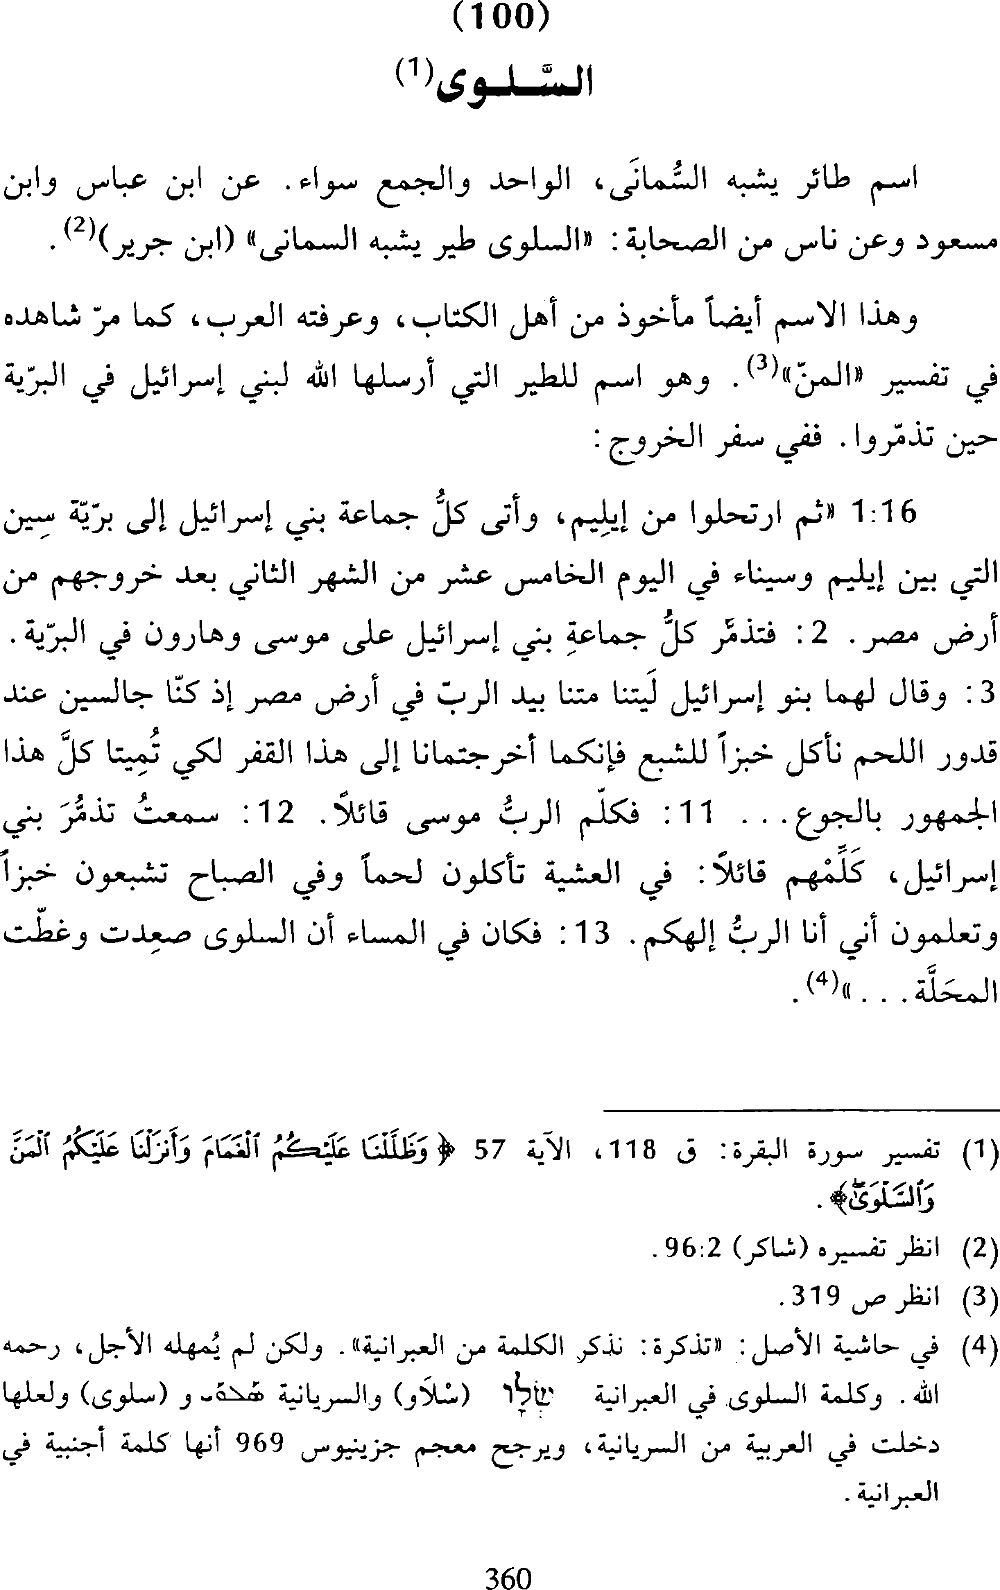 (100)
السَّـلـوى(1)
اسم طائر يشبه السُّمانَى، الواحد والجمع سواء. عن ابن عباس وابن
مسعود وعن ناس من الصحابة: «السلوى طير يشبه السمانى» (ابن جرير)(2).
وهذا الاسم أيضاً مأخوذ من أهل الكتاب، وعرفته العرب، كما مرّ شاهده
في تفسير «المنّ»(3). وهو اسم للطير التي أرسلها الله لبني إسرائيل في البرّية
حين تذمّروا. ففي سفر الخروج:
1:16 «ثم ارتحلوا من إيلِيم، وأتى كلُّ جماعة بني إسرائيل إلى برّيّة سِين
التي بين إيليم وسيناء في اليوم الخامس عشر من الشهر الثاني بعد خروجهم من
أرض مصر. 2: فتذمَّر كلُّ جماعةِ بني إسرائيل على موسى وهارون في البرّية.
3: وقال لهما بنو إسرائيل لَيتنا متنا بيد الربّ في أرض مصر إذ كنّا جالسين عند
قدور اللحم نأكل خبزاً للشبع فإنكما أخرجتمانا إلى هذا القفر لكي تُمِيتا كلَّ هذا
الجمهور بالجوع... 11: فكلّم الربُّ موسى قائلاً. 12: سمعتُ تذمُّرَ بني
إسرائيل، كَلِّمْهم قائلاً: في العشية تأكلون لحماً وفي الصباح تشبعون خبزاً
وتعلمون أني أنا الربُّ إلهكم. 13: فكان في المساء أن السلوى صعِدت وغطّت
المحَلَّة...»(4).
(1) تفسير سورة البقرة: ق 118، الآية 57 ﴿وَظَلَّلْنَا عَلَيْكُمُ ٱلْغَمَامَ وَأَنزَلْنَا عَلَيْكُمُ ٱلْمَنَّ
وَٱلسَّلْوَىٰ﴾.
(2) انظر تفسيره (شاكر) 96:2.
(3) انظر ص 319.
(4) في حاشية الأصل: «تذكرة: نذكر الكلمة من العبرانية». ولكن لم يُمهله الأجل، رحمه
الله. وكلمة السلوى في العبرانية שׂלָו (سْلَاو) والسريانية ܣܠܘܝ و (سلوى) ولعلها
دخلت في العربية من السريانية، ويرجح معجم جزينيوس 969 أنها كلمة أجنبية في
العبرانية.
360